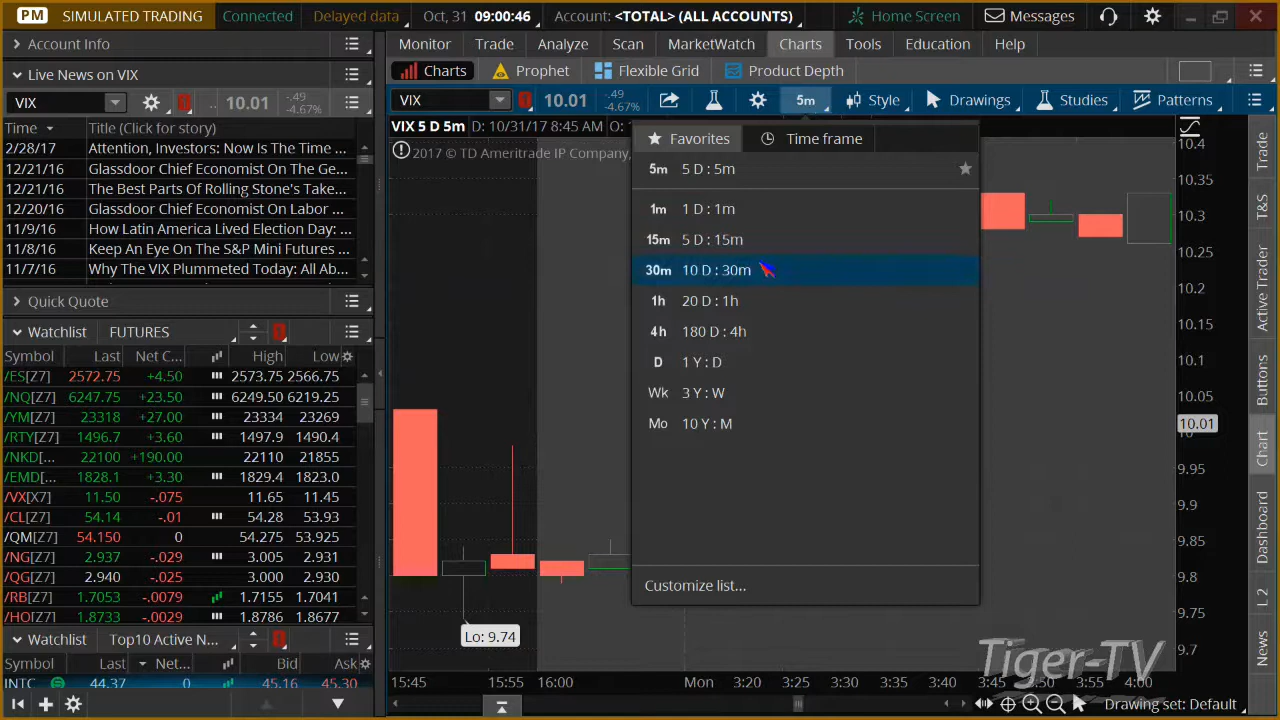 PM SIMULATED TRADING Connected Delayed data Oct, 31 09:00:46 Account: <TOTAL> (ALL ACCOUNTS) Home Screen Messages
Account Info
Monitor Trade Analyze Scan MarketWatch Charts Tools Education Help
Live News on VIX
Charts Prophet Flexible Grid Product Depth
VIX .. 10.01 -.49 -4.67%
VIX 10.01 -.49 -4.67% 5m Style Drawings Studies Patterns
Time Title (Click for story)
2/28/17 Attention, Investors: Now Is The Time ...
12/21/16 Glassdoor Chief Economist On The Ge...
12/21/16 The Best Parts Of Rolling Stone's Take...
12/20/16 Glassdoor Chief Economist On Labor ...
11/9/16 How Latin America Lived Election Day: ...
11/8/16 Keep An Eye On The S&P Mini Futures ...
11/7/16 Why The VIX Plummeted Today: All Ab...
Quick Quote
Watchlist FUTURES
Symbol Last Net C... High Low
/ES[Z7] 2572.75 +4.50 2573.75 2566.75
/NQ[Z7] 6247.75 +23.50 6249.50 6219.25
/YM[Z7] 23318 +27.00 23334 23269
/RTY[Z7] 1496.7 +3.60 1497.9 1490.4
/NKD[... 22100 +190.00 22110 21855
/EMD[... 1828.1 +3.30 1829.4 1823.0
/VX[X7] 11.50 -.075 11.65 11.45
/CL[Z7] 54.14 -.01 54.28 53.93
/QM[Z7] 54.150 0 54.275 53.925
/NG[Z7] 2.937 -.029 3.005 2.931
/QG[Z7] 2.940 -.025 3.000 2.930
/RB[Z7] 1.7053 -.0079 1.7155 1.7041
/HO[Z7] 1.8733 -.0029 1.8786 1.8677
Watchlist Top10 Active N...
Symbol Last Net... Bid Ask
INTC 44.37 0 45.16 45.30
VIX 5 D 5m D: 10/31/17 8:45 AM O:
2017 © TD Ameritrade IP Company,
Favorites Time frame
5m 5 D : 5m
1m 1 D : 1m
15m 5 D : 15m
30m 10 D : 30m
1h 20 D : 1h
4h 180 D : 4h
D 1 Y : D
Wk 3 Y : W
Mo 10 Y : M
Customize list...
Lo: 9.74
10.4
10.35
10.3
10.25
10.2
10.15
10.1
10.05
10.01
9.95
9.9
9.85
9.8
9.75
9.7
15:45 15:55 16:00 Mon 3:20 3:25 3:30 3:35 3:40 3:45 3:50 3:55 4:00
Drawing set: Default
Trade
T&S
Active Trader
Buttons
Chart
Dashboard
L 2
News
Tiger-TV